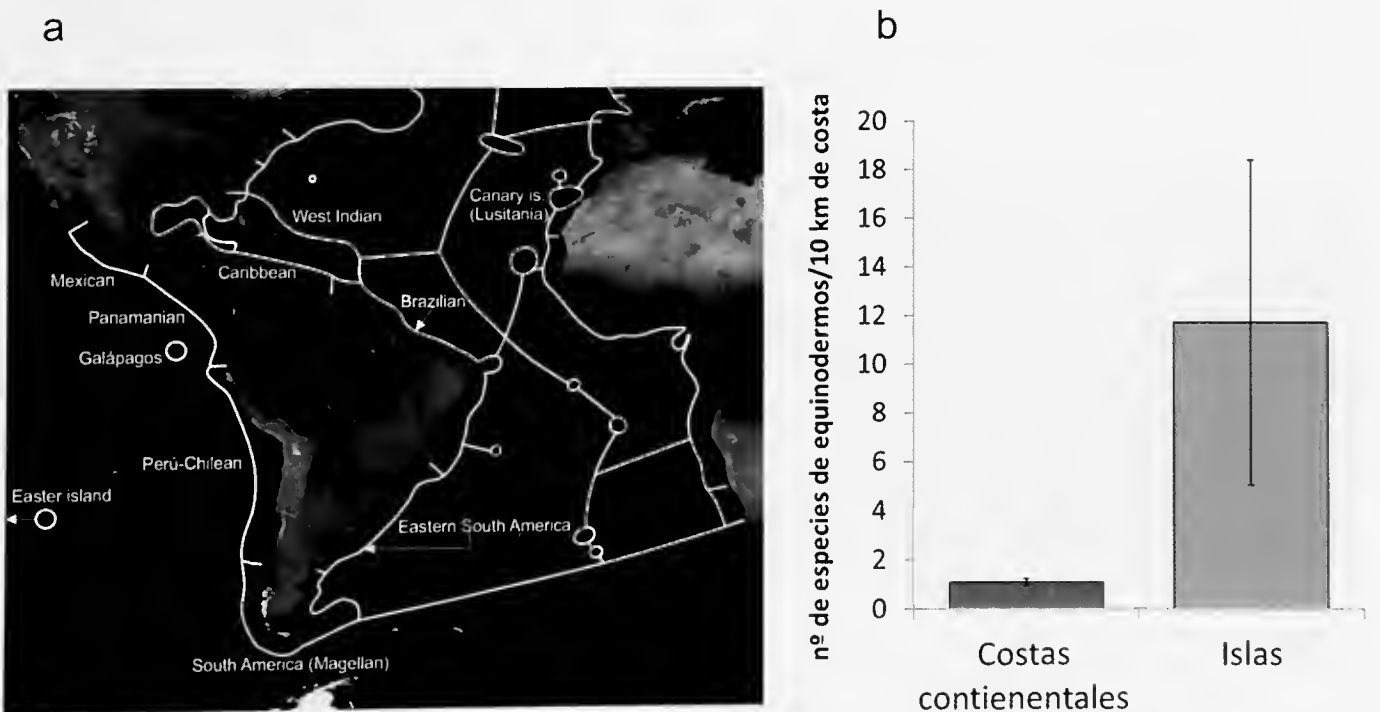 a
West Indian
Canary is.
(Lusitania)
Mexican
Caribbean
Panamanian
Brazilian
Galápagos
Perú-Chilean
Easter island
Eastern South America
South America (Magellan)
b
nº de especies de equinodermos/10 km de costa
20
18
16
14
12
10
8
6
4
2
0
Costas
contienentales
Islas